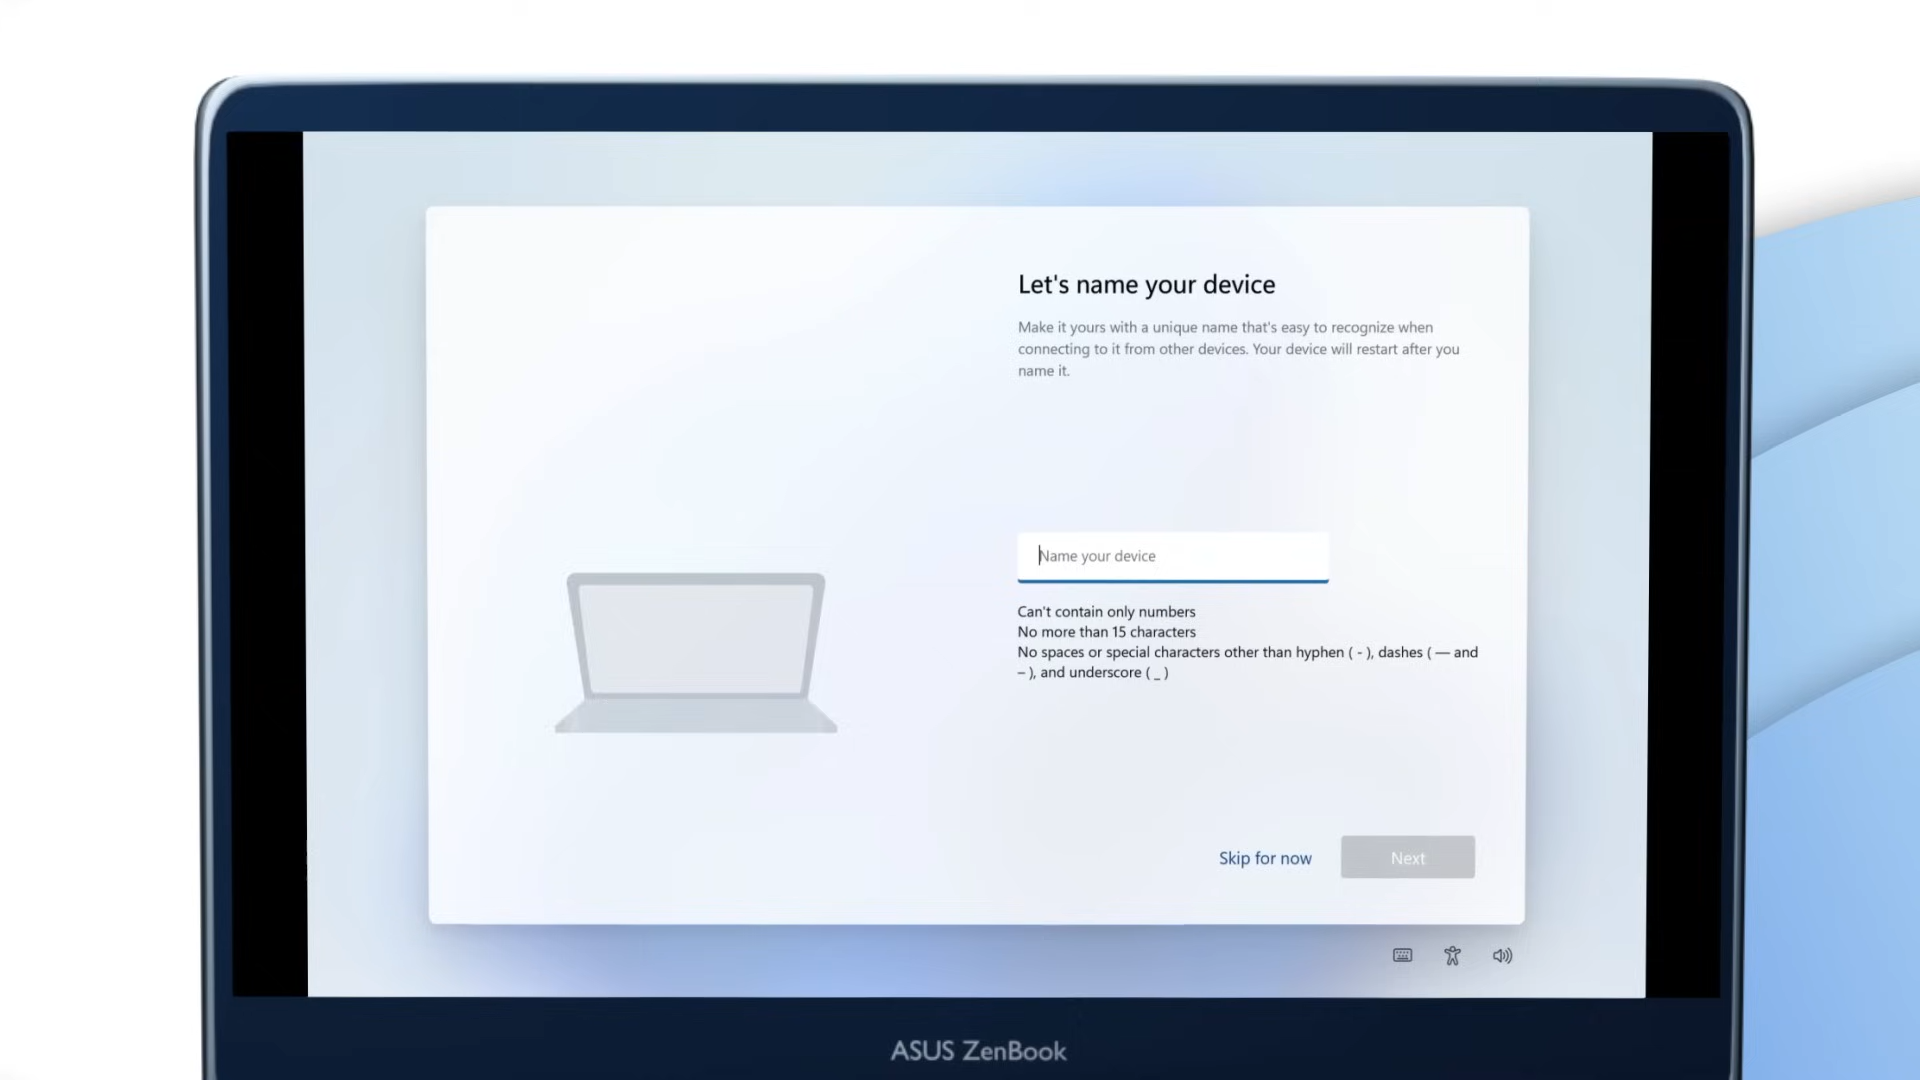 Let's name your device
Make it yours with a unique name that's easy to recognize when
connecting to it from other devices. Your device will restart after you
name it.
Name your device
Can't contain only numbers
No more than 15 characters
No spaces or special characters other than hyphen ( - ), dashes ( — and
– ), and underscore ( _ )
Skip for now
Next
ASUS ZenBook